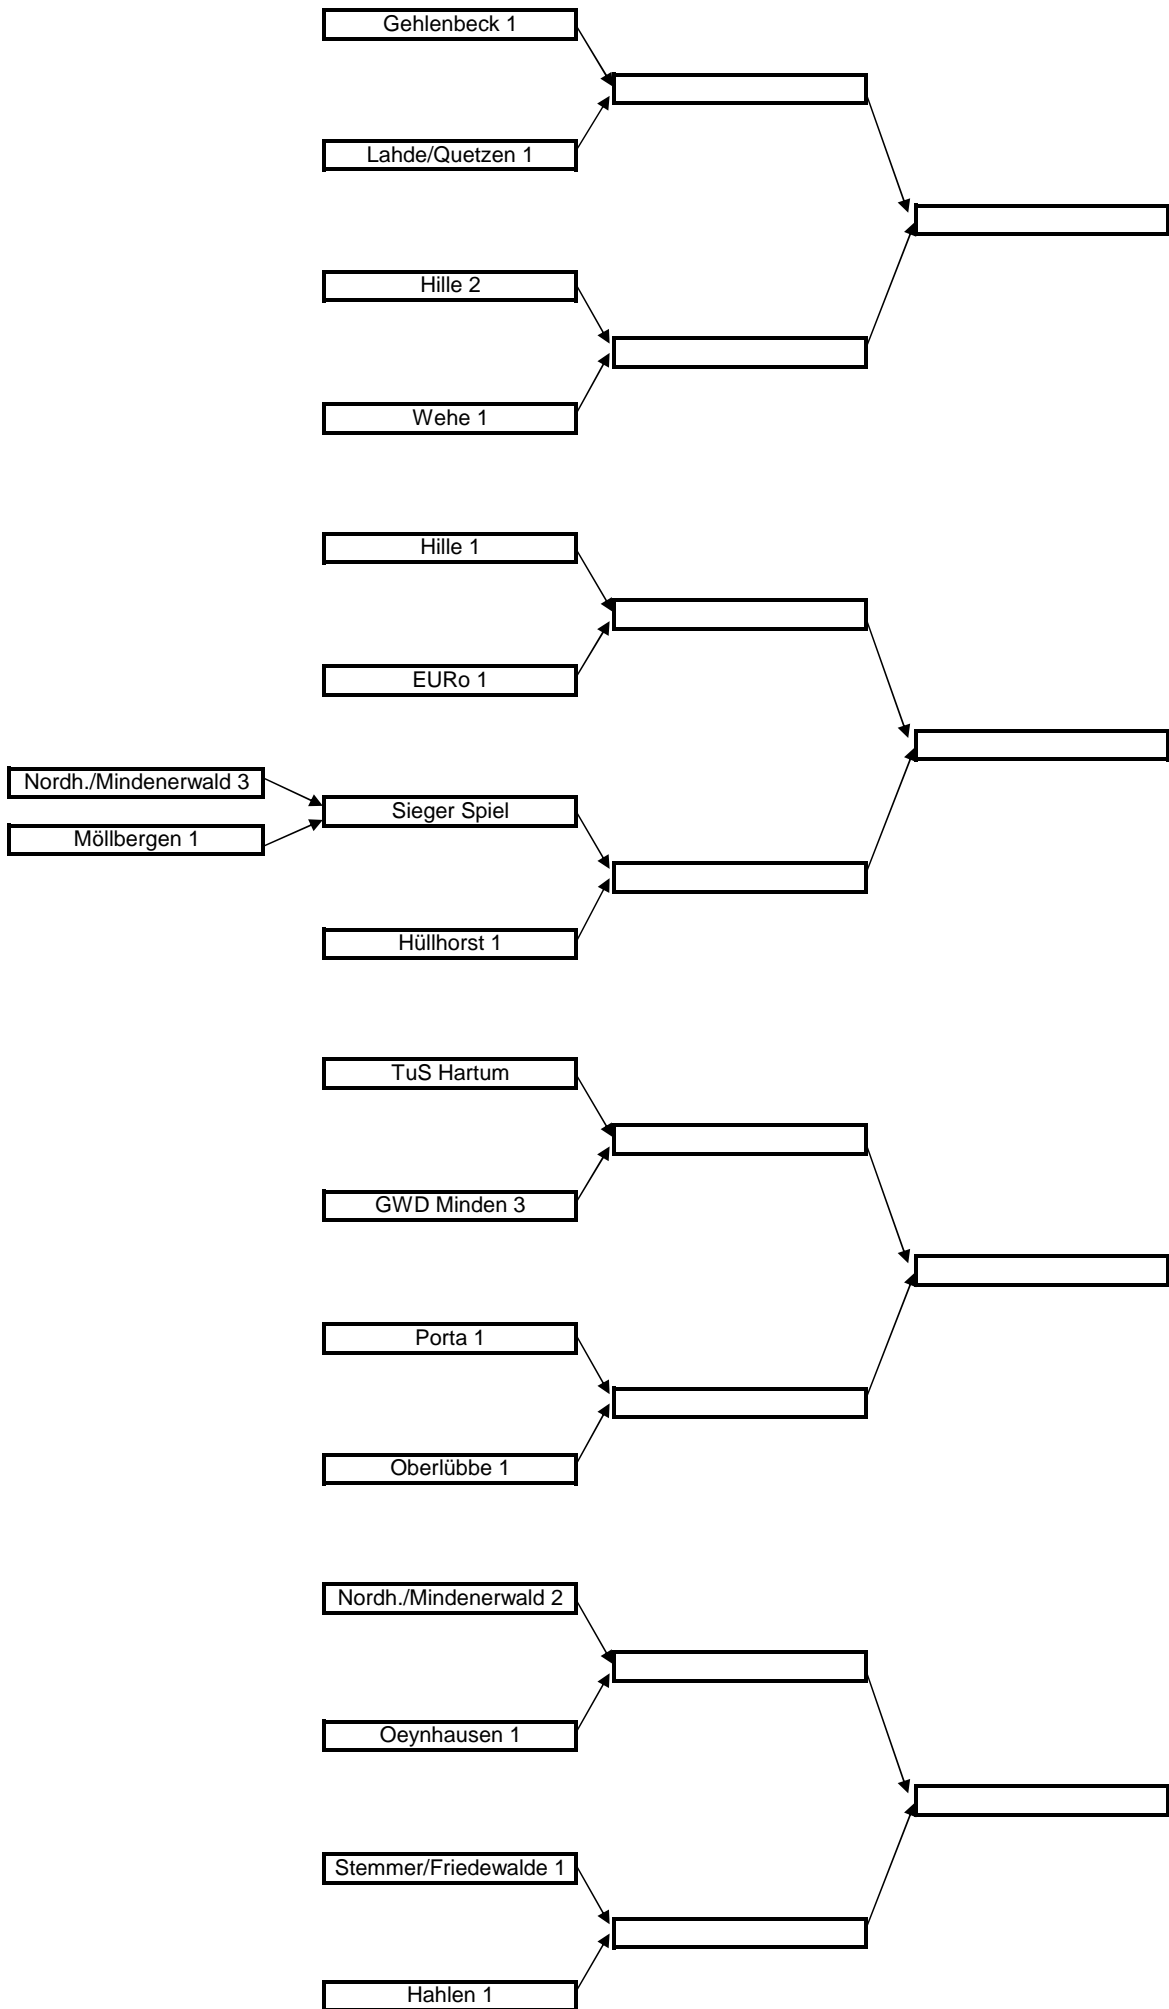 Gehlenbeck 1
Lahde/Quetzen 1
Hille 2
Wehe 1
Hille 1
EURo 1
Nordh./Mindenerwald 3
Sieger Spiel
Möllbergen 1
Hüllhorst 1
TuS Hartum
GWD Minden 3
Porta 1
Oberlübbe 1
Nordh./Mindenerwald 2
Oeynhausen 1
Stemmer/Friedewalde 1
Hahlen 1